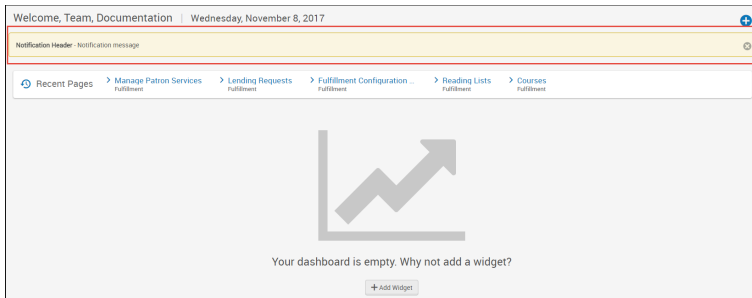 Welcome, Team, Documentation | Wednesday, November 8, 2017
Notification Header - Notification message
Recent Pages > Manage Patron Services > Lending Requests > Fulfillment Configuration ... > Reading Lists > Courses
Fulfillment Fulfillment Fulfillment Fulfillment Fulfillment
Your dashboard is empty. Why not add a widget?
+ Add Widget